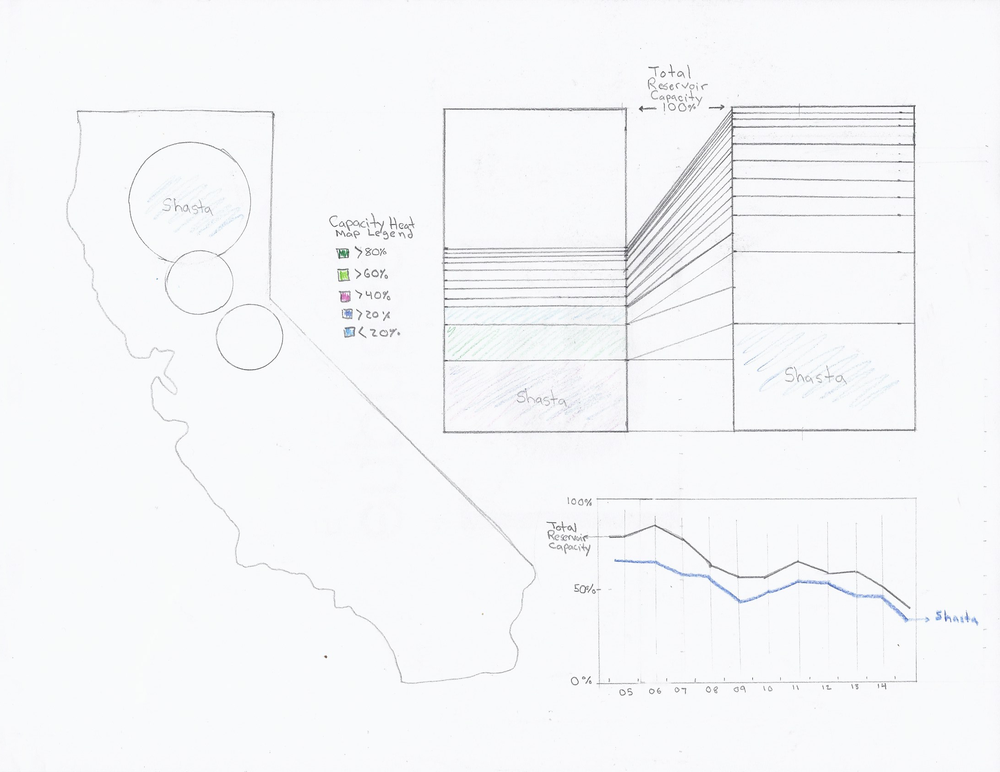 Total
Reservoir
Capacity
← 100% →
Shasta
Capacity Heat
Map Legend
>80%
>60%
>40%
>20%
<20%
Shasta
Shasta
100%
Total
Reservoir
Capacity
50%
Shasta
0%
05 06 07 08 09 10 11 12 13 14